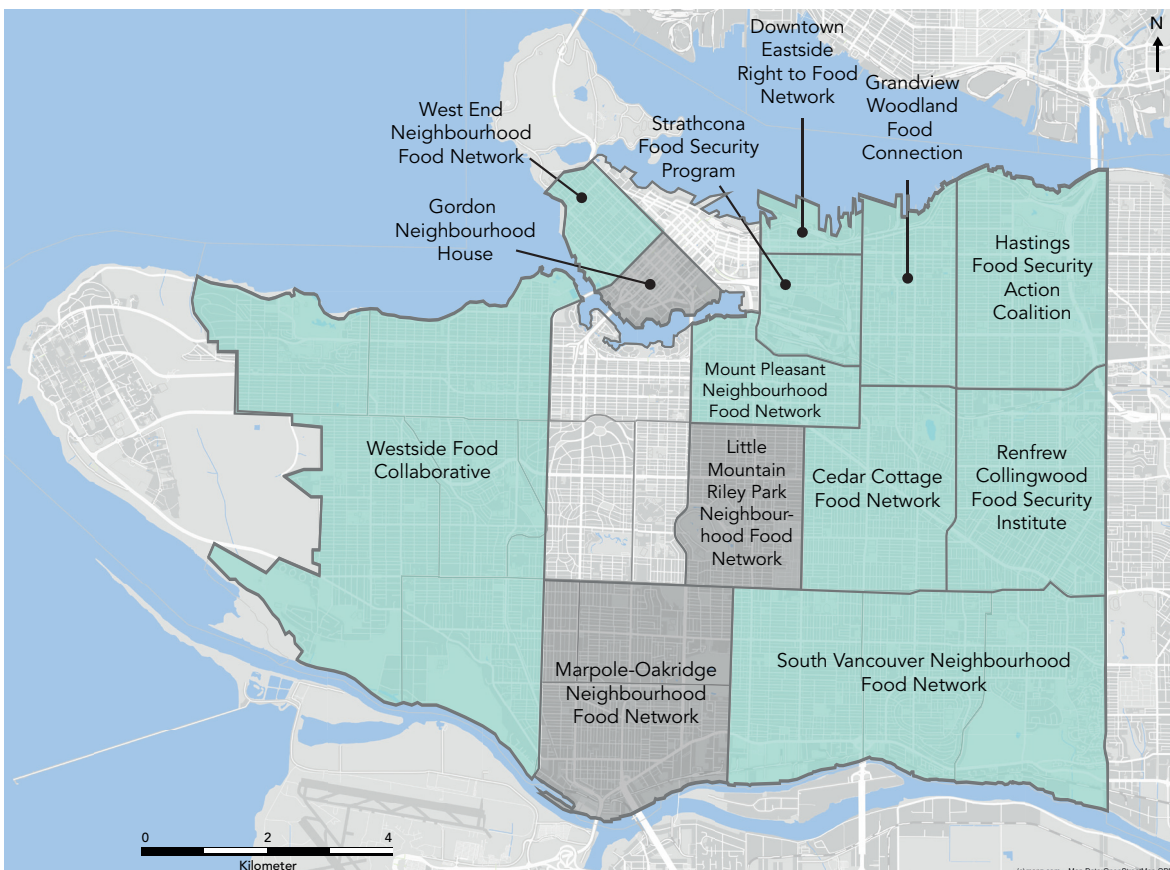 Downtown
Eastside
Right to Food
Network
N
Grandview
Woodland
Food
Connection
West End
Neighbourhood
Food Network
Strathcona
Food Security
Program
Gordon
Neighbourhood
House
Hastings
Food Security
Action
Coalition
Mount Pleasant
Neighbourhood
Food Network
Westside Food
Collaborative
Little
Mountain
Riley Park
Neighbour-
hood Food
Network
Cedar Cottage
Food Network
Renfrew
Collingwood
Food Security
Institute
Marpole-Oakridge
Neighbourhood
Food Network
South Vancouver Neighbourhood
Food Network
0 2 4
Kilometer